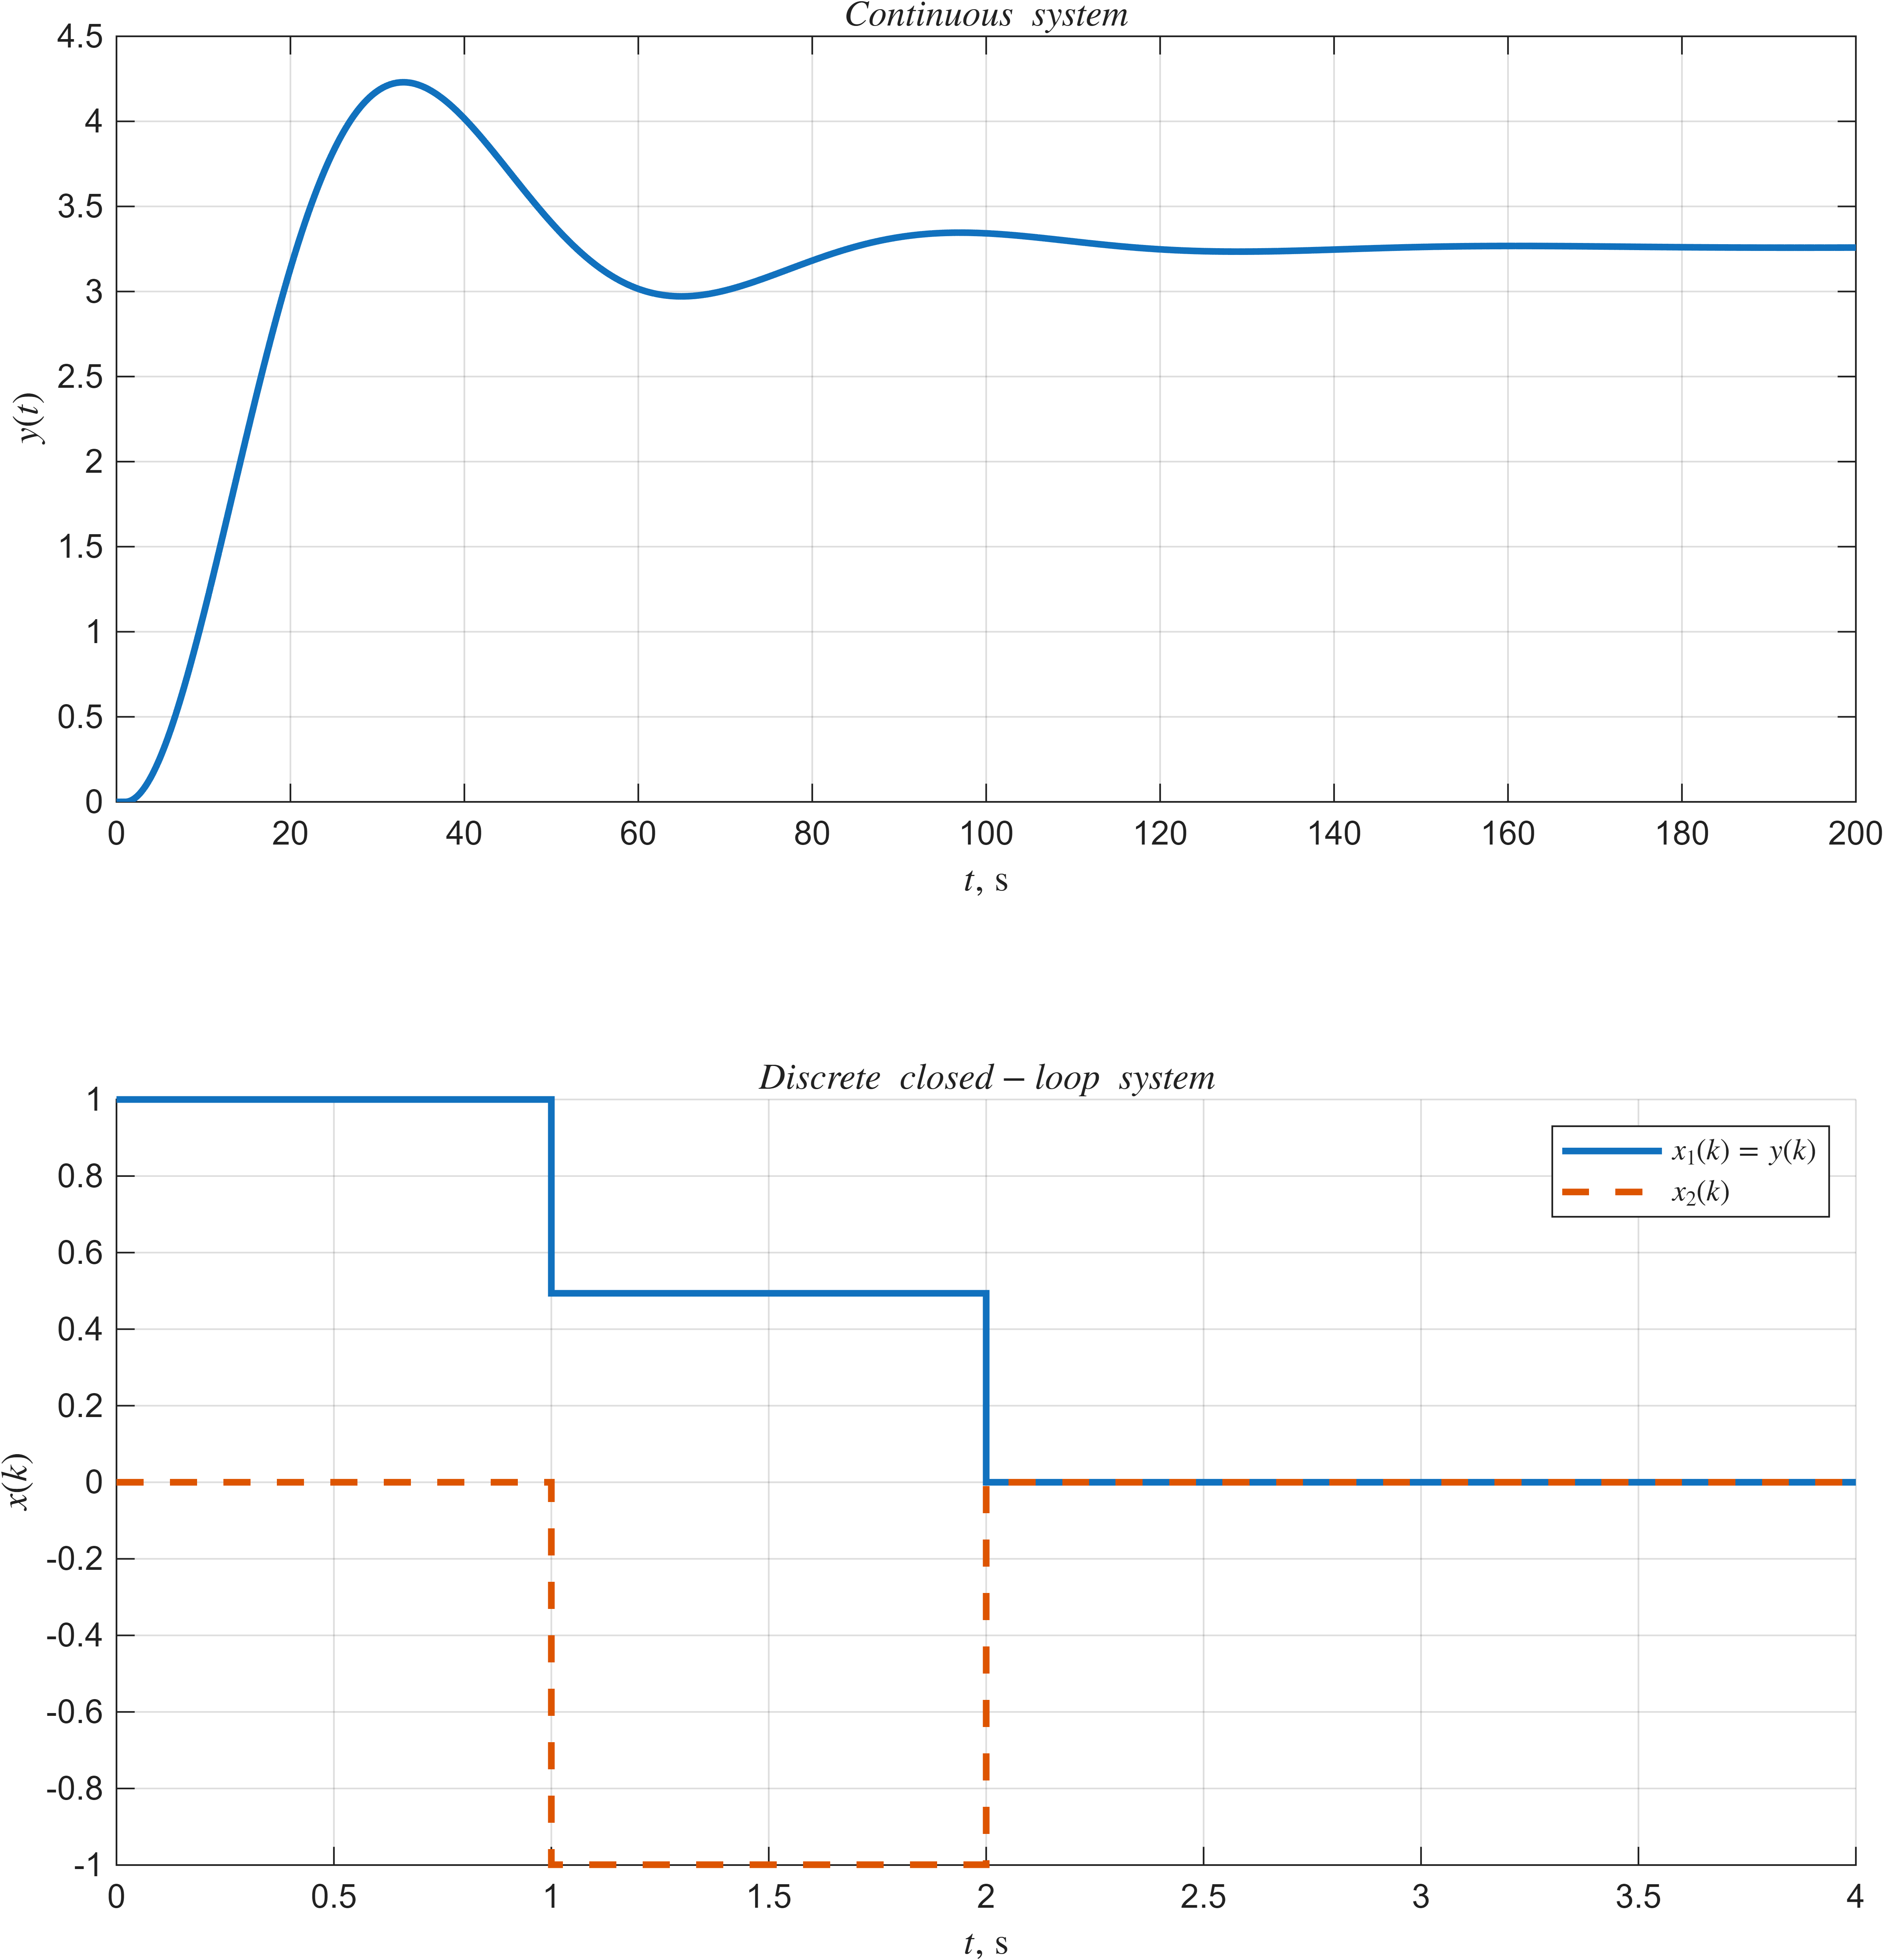 Continuous system
4.5
4
3.5
3
2.5
2
1.5
1
0.5
0
y(t)
0 20 40 60 80 100 120 140 160 180 200
t, s
Discrete closed – loop system
1
0.8
0.6
0.4
0.2
0
-0.2
-0.4
-0.6
-0.8
-1
x(k)
x₁(k) = y(k)
x₂(k)
0 0.5 1 1.5 2 2.5 3 3.5 4
t, s